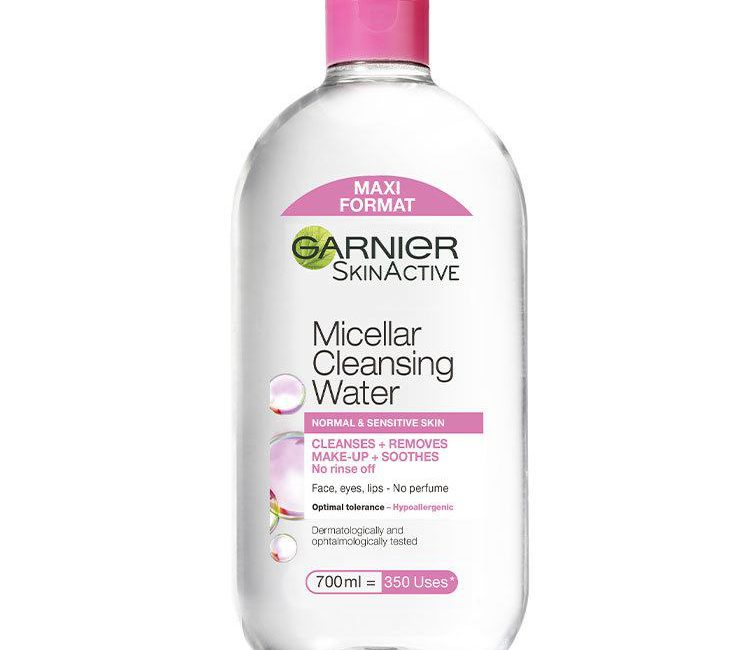 MAXI
FORMAT
GARNIER
SKINACTIVE
Micellar
Cleansing
Water
NORMAL & SENSITIVE SKIN
CLEANSES + REMOVES
MAKE-UP + SOOTHES
No rinse off
Face, eyes, lips - No perfume
Optimal tolerance – Hypoallergenic
Dermatologically and
ophtalmologically tested
700ml = 350 Uses*